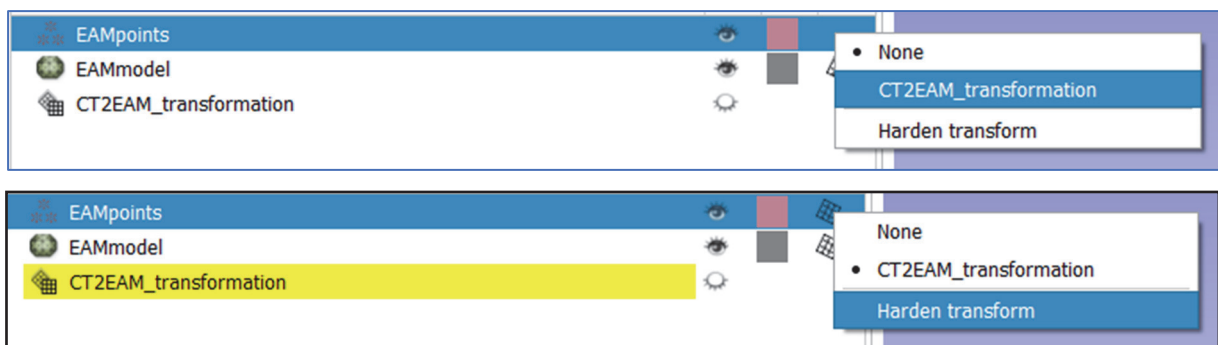 EAMpoints
EAMmodel
CT2EAM_transformation
None
CT2EAM_transformation
Harden transform
EAMpoints
EAMmodel
CT2EAM_transformation
None
CT2EAM_transformation
Harden transform